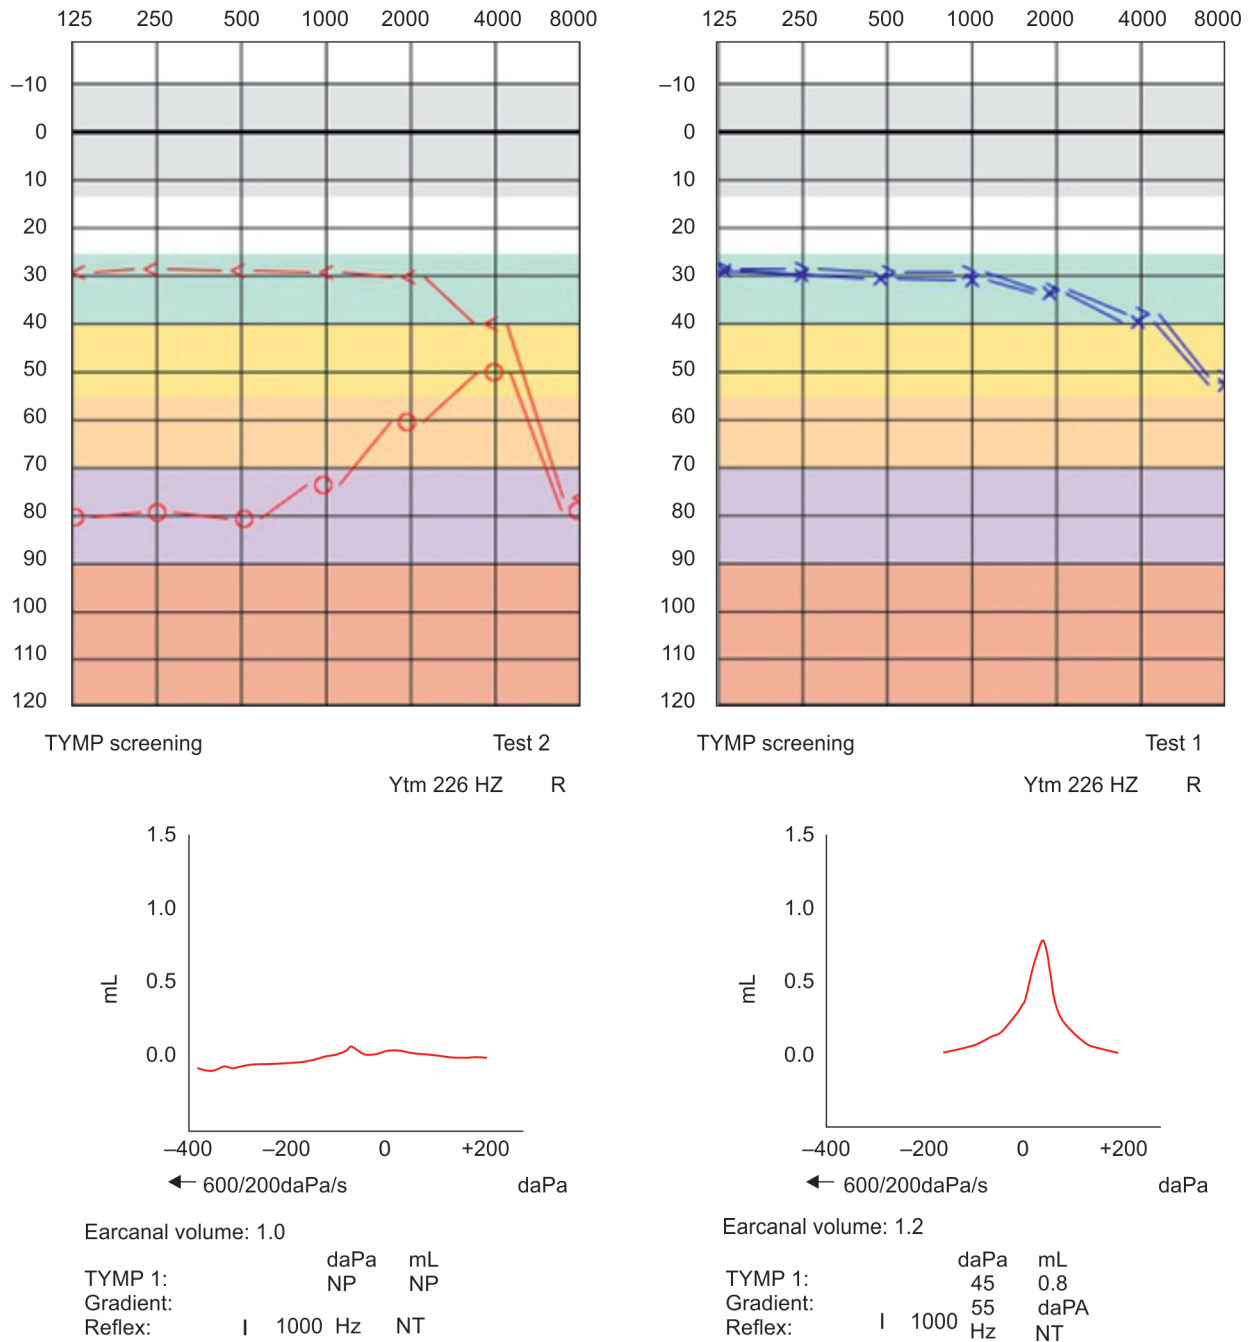 125 250 500 1000 2000 4000 8000
–10
0
10
20
30
40
50
60
70
80
90
100
110
120
TYMP screening Test 2
Ytm 226 HZ R
1.5
1.0
0.5
0.0
mL
–400 –200 0 +200
600/200daPa/s daPa
Earcanal volume: 1.0
daPa mL
TYMP 1: NP NP
Gradient:
Reflex: I 1000 Hz NT
125 250 500 1000 2000 4000 8000
–10
0
10
20
30
40
50
60
70
80
90
100
110
120
TYMP screening Test 1
Ytm 226 HZ R
1.5
1.0
0.5
0.0
mL
–400 –200 0 +200
600/200daPa/s daPa
Earcanal volume: 1.2
daPa mL
TYMP 1: 45 0.8
Gradient: 55 daPA
Reflex: I 1000 Hz NT